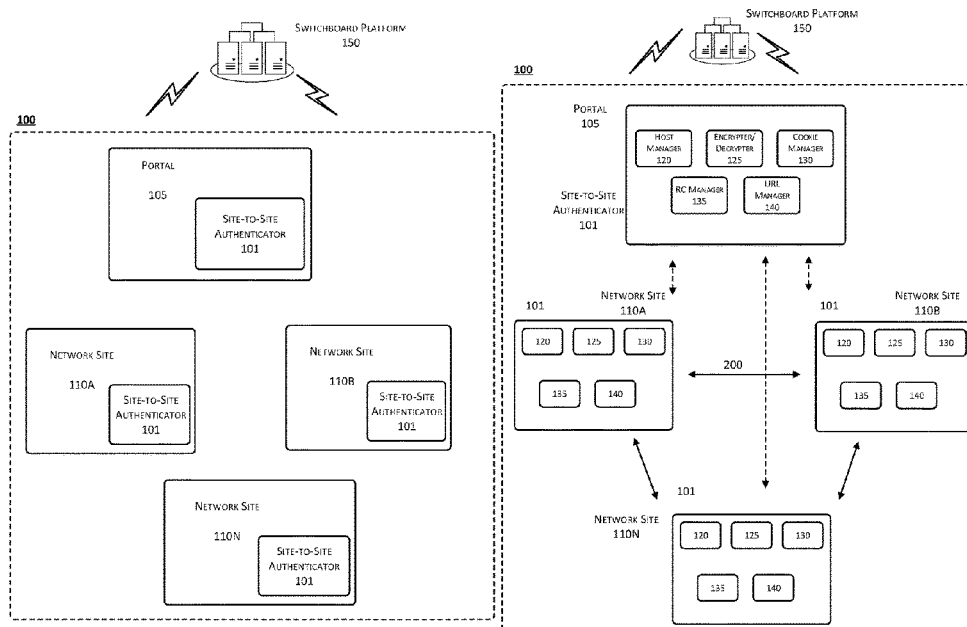 SWITCHBOARD PLATFORM
150
100
PORTAL
105
SITE-TO-SITE
AUTHENTICATOR
101
NETWORK SITE
110A
SITE-TO-SITE
AUTHENTICATOR
101
NETWORK SITE
110B
SITE-TO-SITE
AUTHENTICATOR
101
NETWORK SITE
110N
SITE-TO-SITE
AUTHENTICATOR
101
SWITCHBOARD PLATFORM
150
100
PORTAL
105
HOST
MANAGER
120
ENCRYPTER/
DECRYPTER
125
COOKIE
MANAGER
130
SITE-TO-SITE
AUTHENTICATOR
101
RC MANAGER
135
URL
MANAGER
140
101
NETWORK SITE
110A
120
125
130
135
140
200
101
NETWORK SITE
110B
120
125
130
135
140
101
NETWORK SITE
110N
120
125
130
135
140